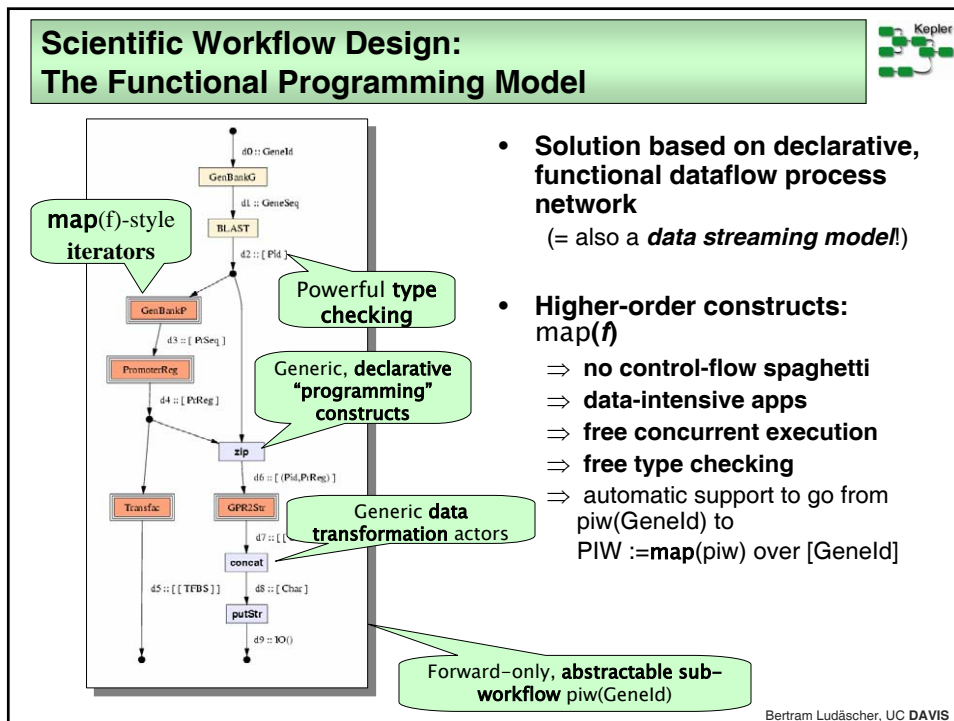 Scientific Workflow Design:
The Functional Programming Model
Kepler
d0 :: GeneId
GenBankG
d1 :: GeneSeq
BLAST
d2 :: [ PId ]
map(f)-style
iterators
Powerful type
checking
GenBankP
d3 :: [ PrSeq ]
PromoterReg
d4 :: [ PrReg ]
Generic, declarative
“programming”
constructs
zip
d6 :: [ (PId,PrReg) ]
Transfac
GPR2Str
Generic data
transformation actors
d7 :: [ [
concat
d5 :: [ [ TFBS ] ]
d8 :: [ Char ]
putStr
d9 :: IO()
Forward-only, abstractable sub-
workflow piw(GeneId)
• Solution based on declarative,
functional dataflow process
network
(= also a data streaming model!)
• Higher-order constructs:
map(f)
⇒ no control-flow spaghetti
⇒ data-intensive apps
⇒ free concurrent execution
⇒ free type checking
⇒ automatic support to go from
piw(GeneId) to
PIW :=map(piw) over [GeneId]
Bertram Ludäscher, UC DAVIS